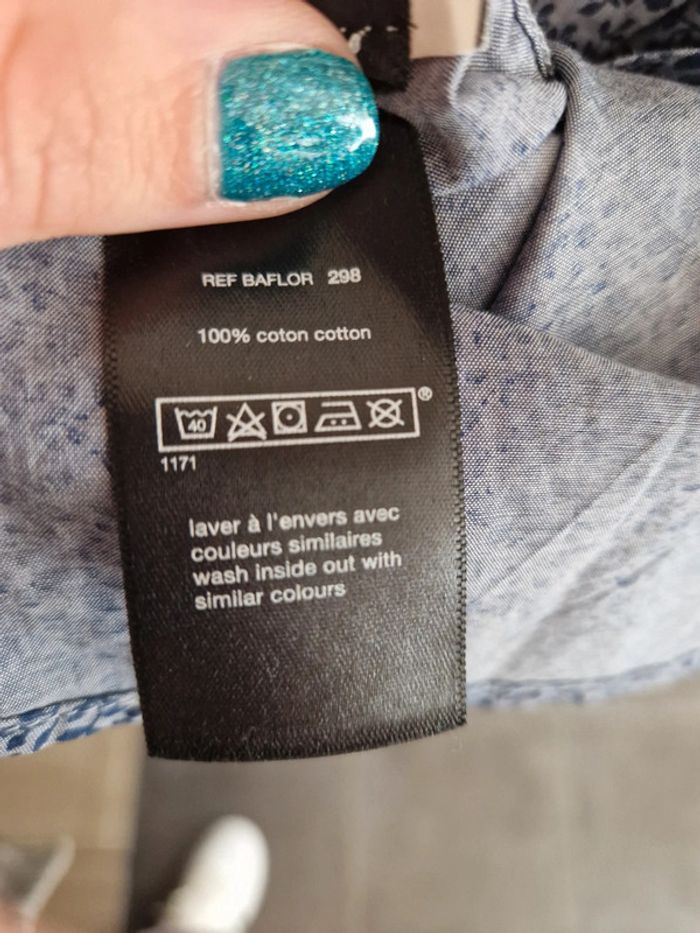 REF BAFLOR 298
100% coton cotton
40
®
1171
laver à l'envers avec
couleurs similaires
wash inside out with
similar colours